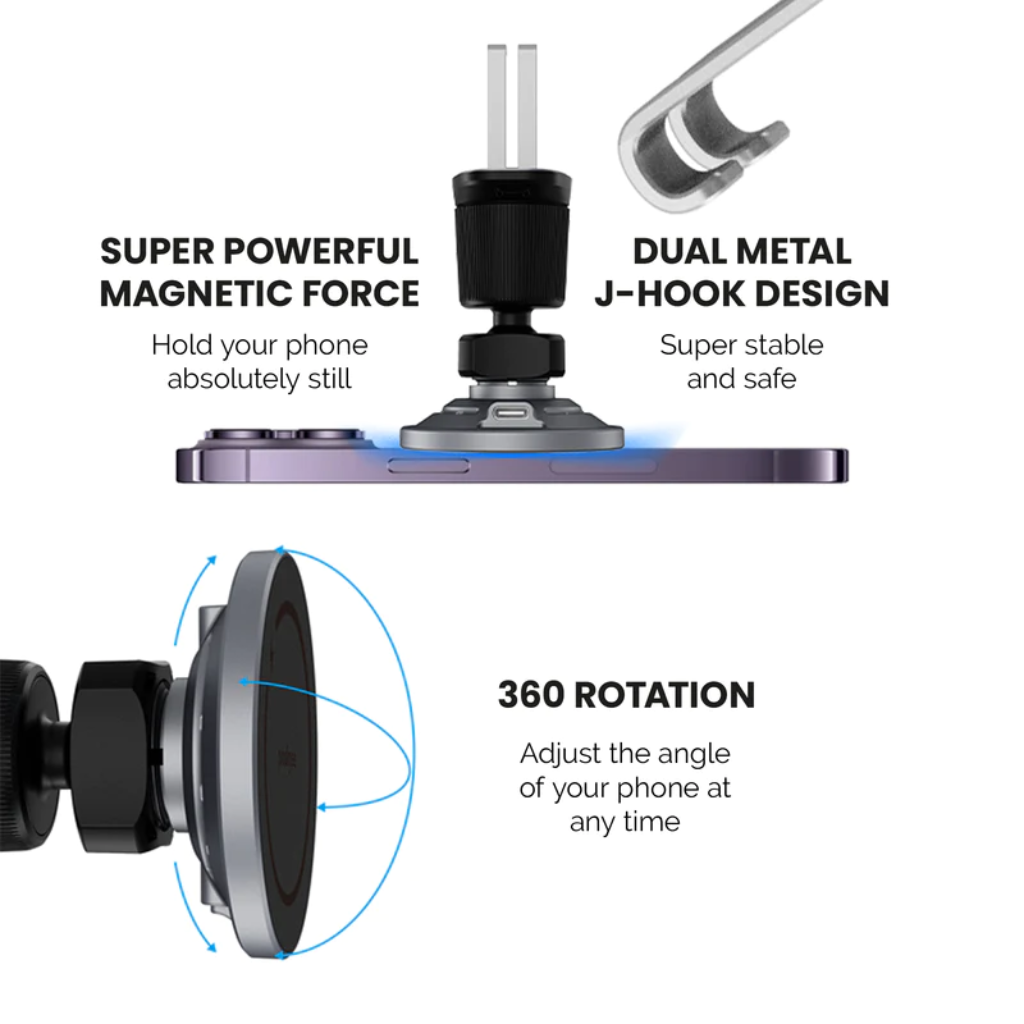 SUPER POWERFUL
MAGNETIC FORCE
Hold your phone
absolutely still
DUAL METAL
J-HOOK DESIGN
Super stable
and safe
360 ROTATION
Adjust the angle
of your phone at
any time